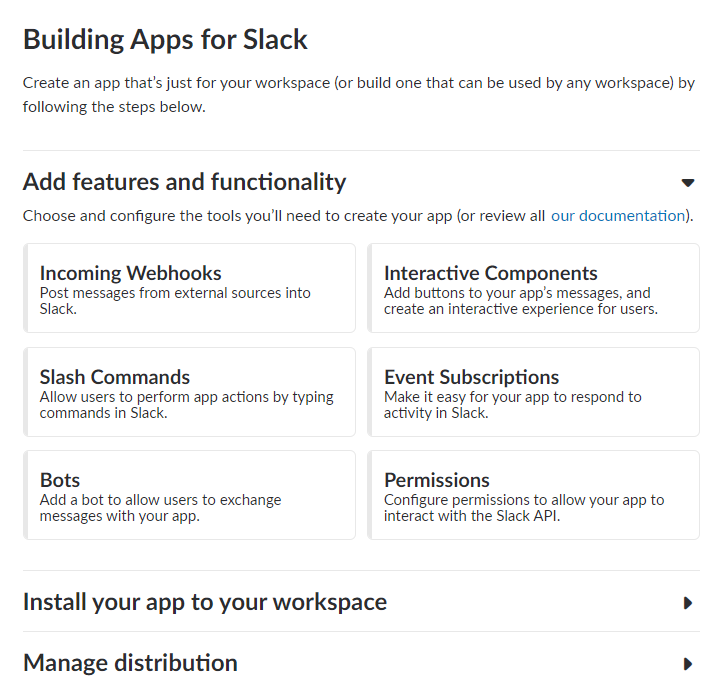 Building Apps for Slack
Create an app that’s just for your workspace (or build one that can be used by any workspace) by
following the steps below.
Add features and functionality
Choose and configure the tools you’ll need to create your app (or review all our documentation).
Incoming Webhooks
Post messages from external sources into
Slack.
Interactive Components
Add buttons to your app’s messages, and
create an interactive experience for users.
Slash Commands
Allow users to perform app actions by typing
commands in Slack.
Event Subscriptions
Make it easy for your app to respond to
activity in Slack.
Bots
Add a bot to allow users to exchange
messages with your app.
Permissions
Configure permissions to allow your app to
interact with the Slack API.
Install your app to your workspace
Manage distribution